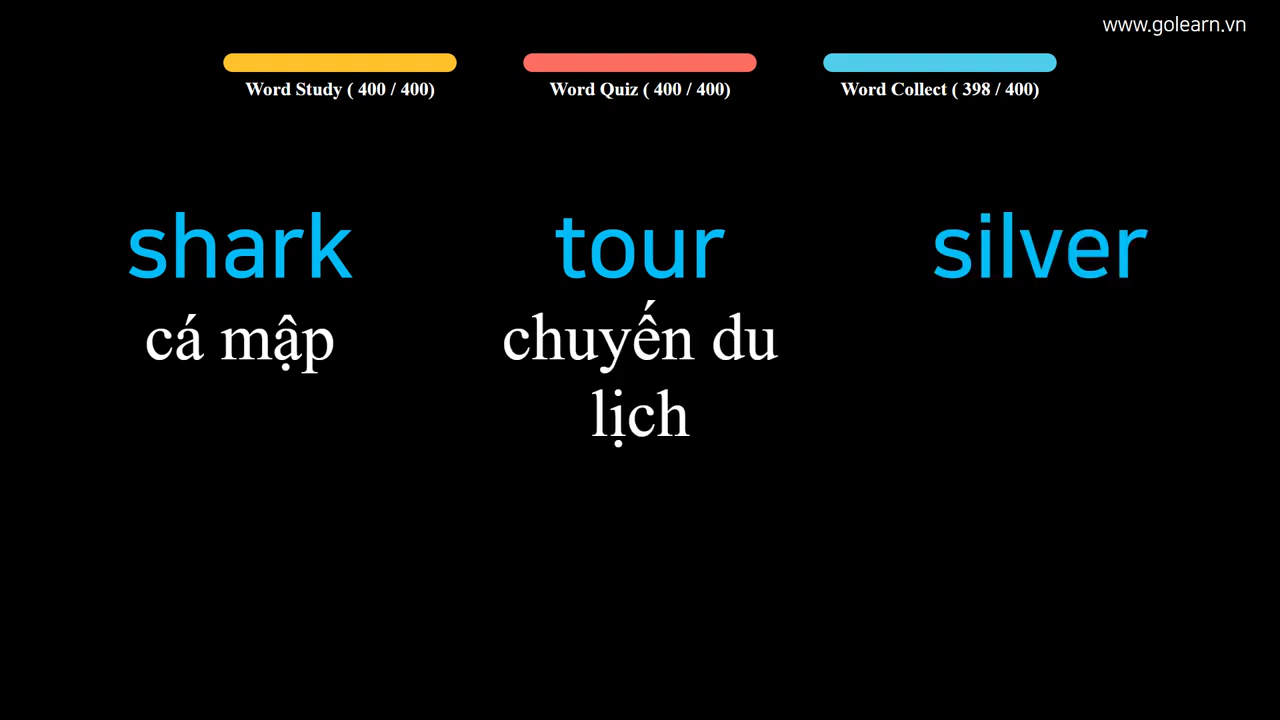 www.golearn.vn
Word Study ( 400 / 400)
Word Quiz ( 400 / 400)
Word Collect ( 398 / 400)
shark
cá mập
tour
chuyến du
lịch
silver